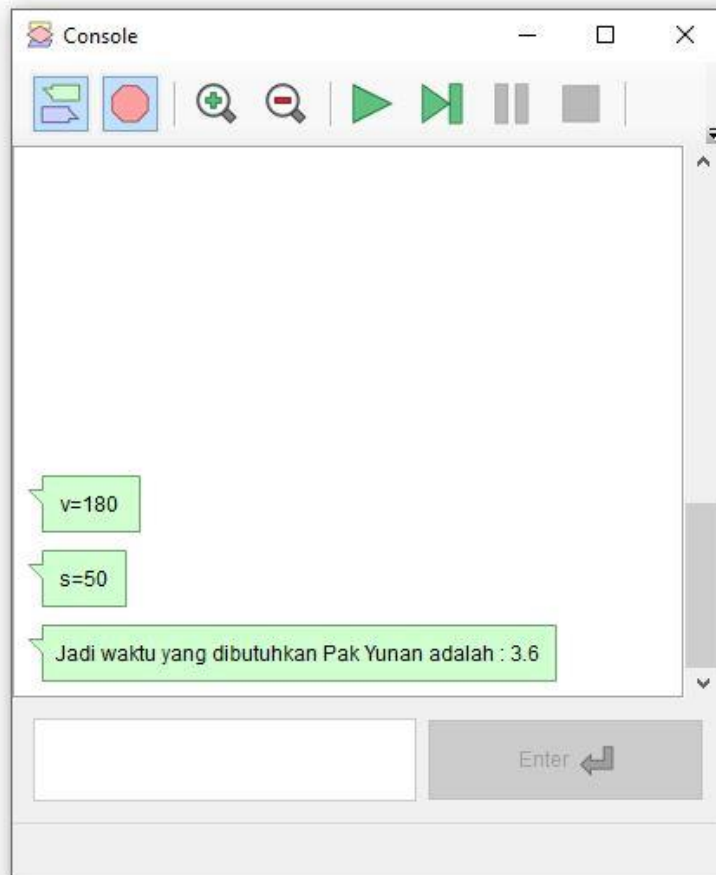 Console
v=180
s=50
Jadi waktu yang dibutuhkan Pak Yunan adalah : 3.6
Enter